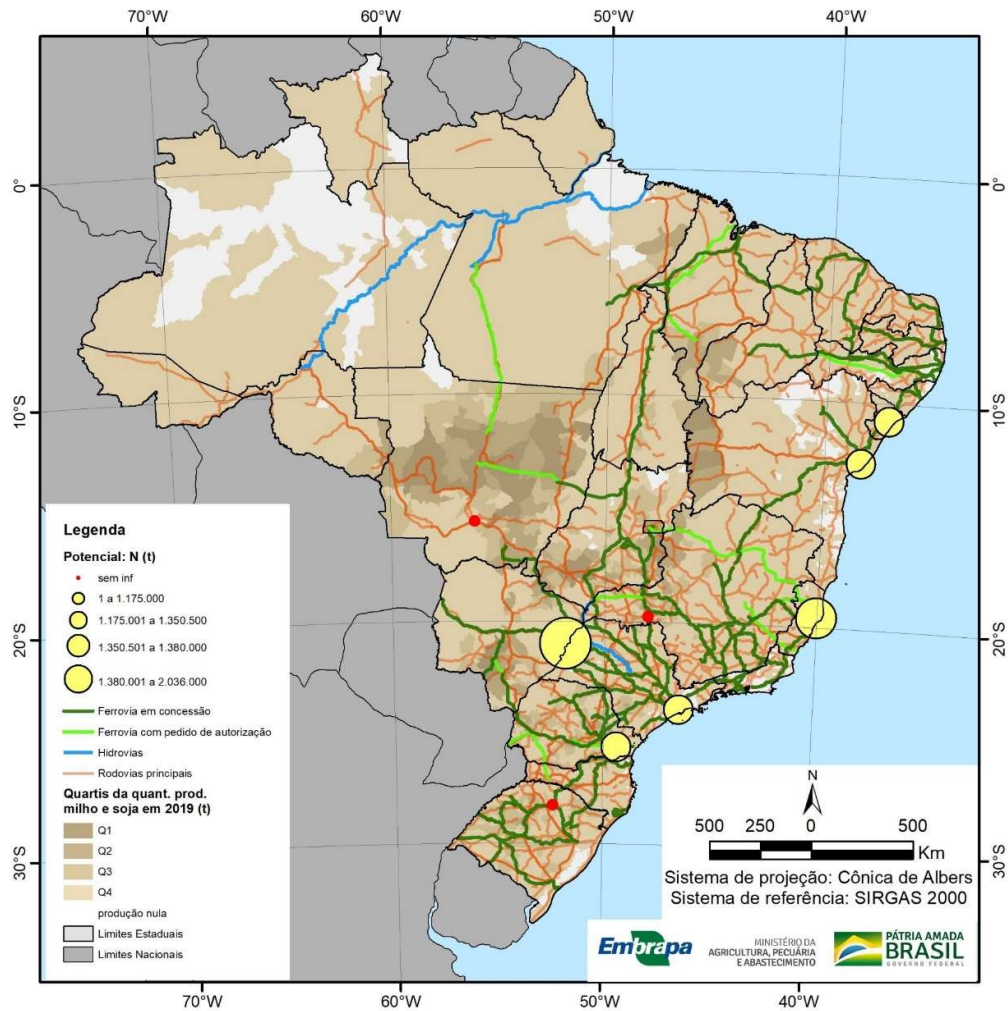 70°W 60°W 50°W 40°W
0° 0°
10°S 10°S
20°S 20°S
30°S 30°S
Legenda
Potencial: N (t)
sem inf
1 a 1.175.000
1.175.001 a 1.350.500
1.350.501 a 1.380.000
1.380.001 a 2.036.000
Ferrovia em concessão
Ferrovia com pedido de autorização
Hidrovias
Rodovias principais
Quartis da quant. prod.
milho e soja em 2019 (t)
Q1
Q2
Q3
Q4
produção nula
Limites Estaduais
Limites Nacionais
N
500 250 0 500
Km
Sistema de projeção: Cônica de Albers
Sistema de referência: SIRGAS 2000
Embrapa
MINISTÉRIO DA
AGRICULTURA, PECUÁRIA
E ABASTECIMENTO
PÁTRIA AMADA
BRASIL
GOVERNO FEDERAL
70°W 60°W 50°W 40°W